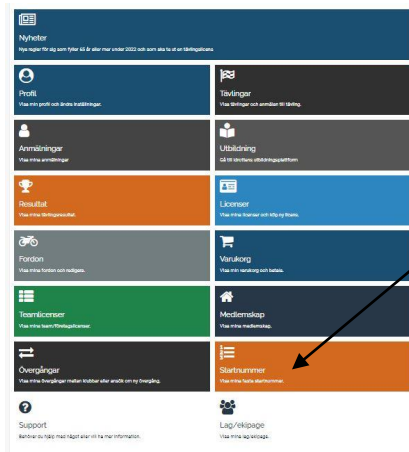 Nyheter
Nya regler för sig som fyller 65 år eller mer under 2022 och som ska ta ut en tävlingslicens
Profil
Visa min profil och ändra inställningar.
Tävlingar
Visa tävlingar och anmälan till tävling.
Anmälningar
Visa mina anmälningar
Utbildning
Gå till Idrottens utbildningsplattform
Resultat
Visa mina tävlingsresultat.
Licenser
Visa mina licenser och köp ny licens.
Fordon
Visa mina fordon och redigera.
Varukorg
Visa min varukorg och betala.
Teamlicenser
Visa mina team/företagslicenser.
Medlemskap
Visa mina medlemskap.
Övergångar
Visa mina övergångar mellan klubbar eller ansök om ny övergång.
Startnummer
Visa mina fasta startnummer.
Support
Behöver du hjälp med något eller vill ha mer information.
Lag/ekipage
Visa mina lag/ekipage.